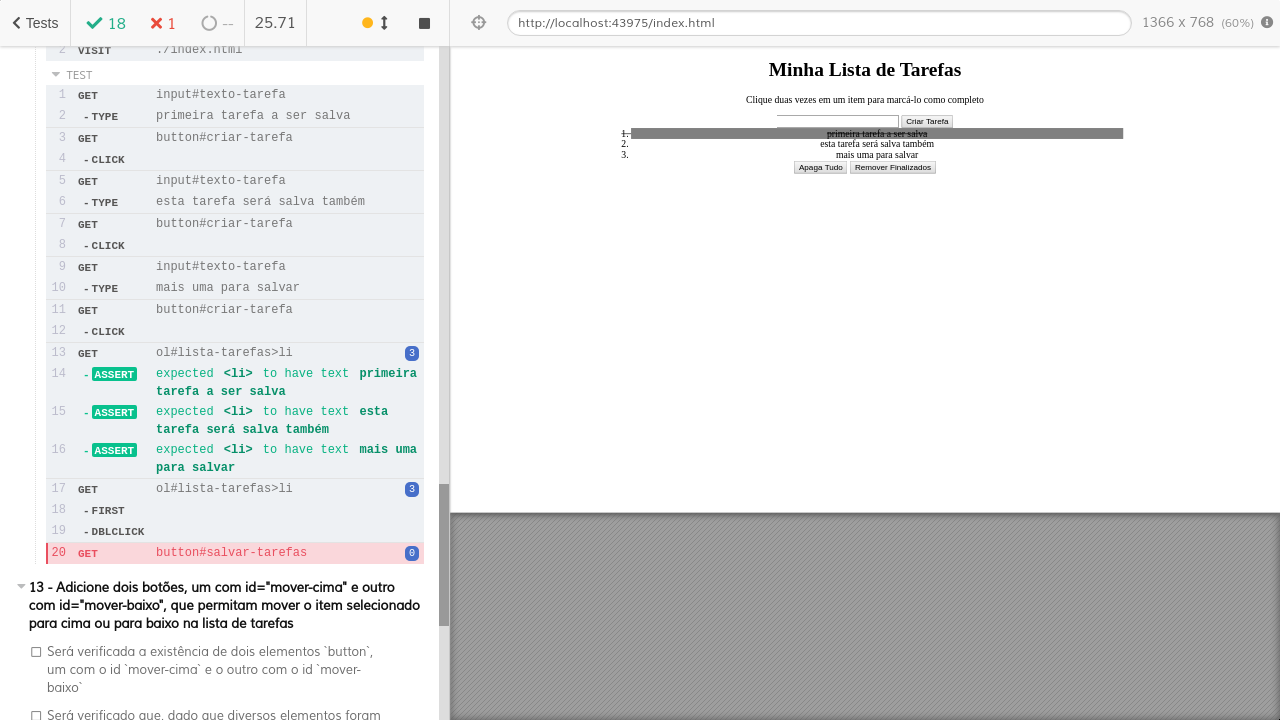 Tests 18 1 -- 25.71
2 VISIT ./index.html
TEST
1 GET input#texto-tarefa
2 - TYPE primeira tarefa a ser salva
3 GET button#criar-tarefa
4 - CLICK
5 GET input#texto-tarefa
6 - TYPE esta tarefa será salva também
7 GET button#criar-tarefa
8 - CLICK
9 GET input#texto-tarefa
10 - TYPE mais uma para salvar
11 GET button#criar-tarefa
12 - CLICK
13 GET ol#lista-tarefas>li 3
14 - ASSERT expected <li> to have text primeira
tarefa a ser salva
15 - ASSERT expected <li> to have text esta
tarefa será salva também
16 - ASSERT expected <li> to have text mais uma
para salvar
17 GET ol#lista-tarefas>li 3
18 - FIRST
19 - DBLCLICK
20 GET button#salvar-tarefas 0
13 - Adicione dois botões, um com id="mover-cima" e outro
com id="mover-baixo", que permitam mover o item selecionado
para cima ou para baixo na lista de tarefas
Será verificada a existência de dois elementos `button`,
um com o id `mover-cima` e o outro com o id `mover-
baixo`
Será verificado que, dado que diversos elementos foram
http://localhost:43975/index.html 1366 x 768 (60%)
Minha Lista de Tarefas
Clique duas vezes em um item para marcá-lo como completo
Criar Tarefa
1. primeira tarefa a ser salva
2. esta tarefa será salva também
3. mais uma para salvar
Apaga Tudo Remover Finalizados